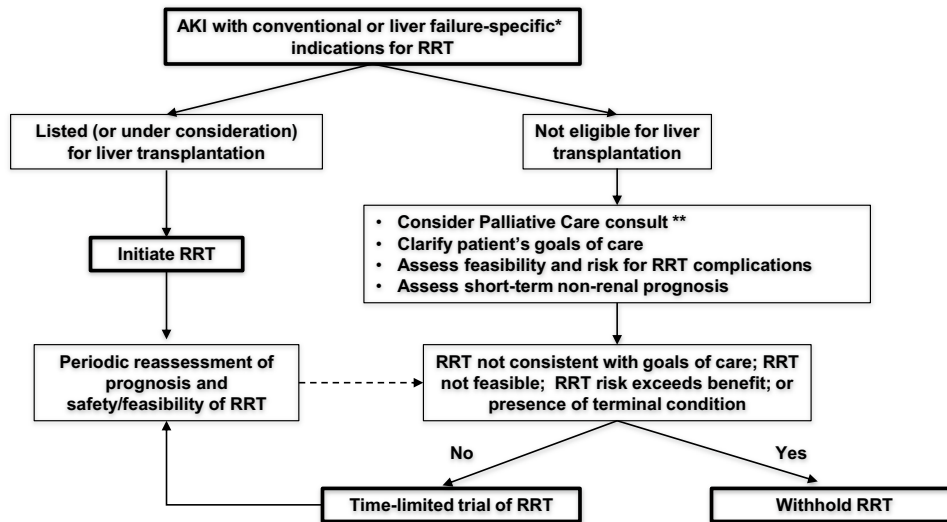 AKI with conventional or liver failure-specific*
indications for RRT
Listed (or under consideration)
for liver transplantation
Not eligible for liver
transplantation
• Consider Palliative Care consult **
• Clarify patient's goals of care
• Assess feasibility and risk for RRT complications
• Assess short-term non-renal prognosis
Initiate RRT
Periodic reassessment of
prognosis and
safety/feasibility of RRT
RRT not consistent with goals of care; RRT
not feasible;  RRT risk exceeds benefit; or
presence of terminal condition
No
Yes
Time-limited trial of RRT
Withhold RRT